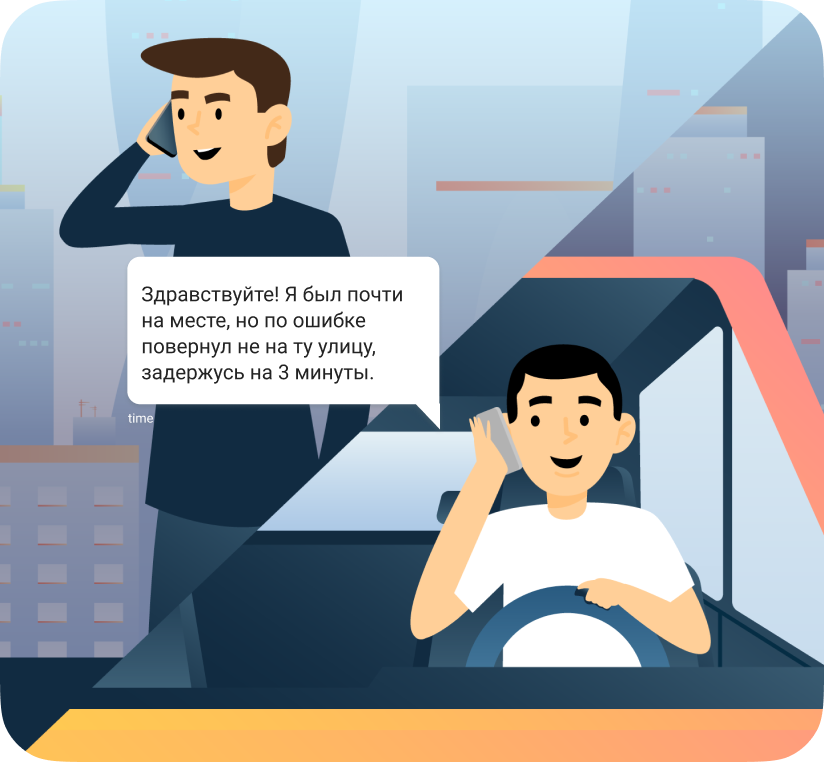 Здравствуйте! Я был почти
на месте, но по ошибке
повернул не на ту улицу,
задержусь на 3 минуты.
time